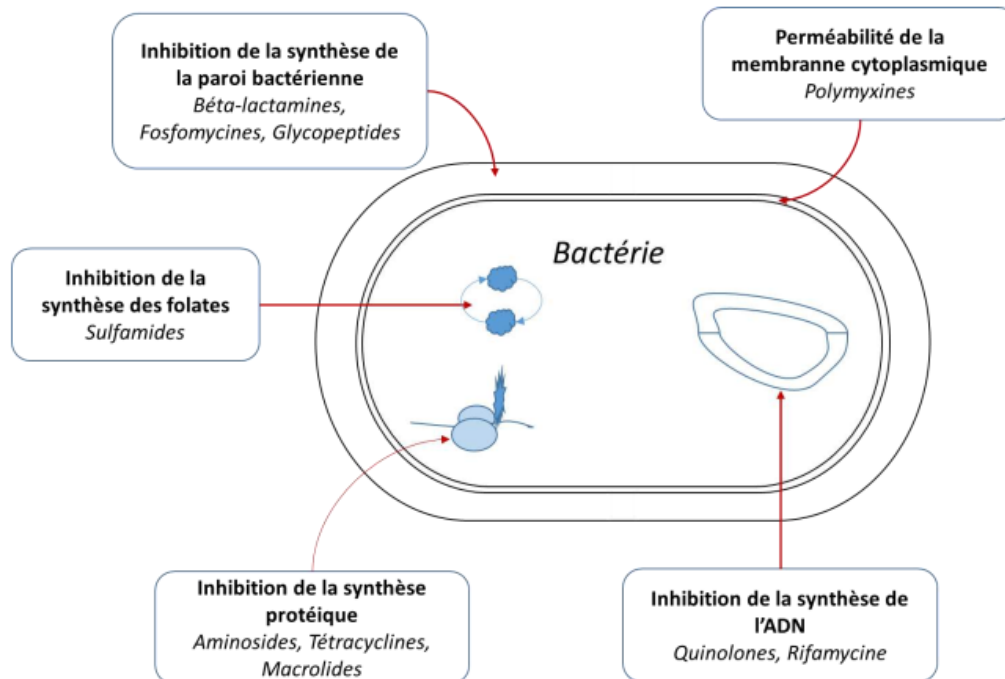 Inhibition de la synthèse de
la paroi bactérienne
Béta-lactamines,
Fosfomycines, Glycopeptides
Perméabilité de la
membranne cytoplasmique
Polymyxines
Bactérie
Inhibition de la
synthèse des folates
Sulfamides
Inhibition de la synthèse
protéique
Aminosides, Tétracyclines,
Macrolides
Inhibition de la synthèse de
l’ADN
Quinolones, Rifamycine